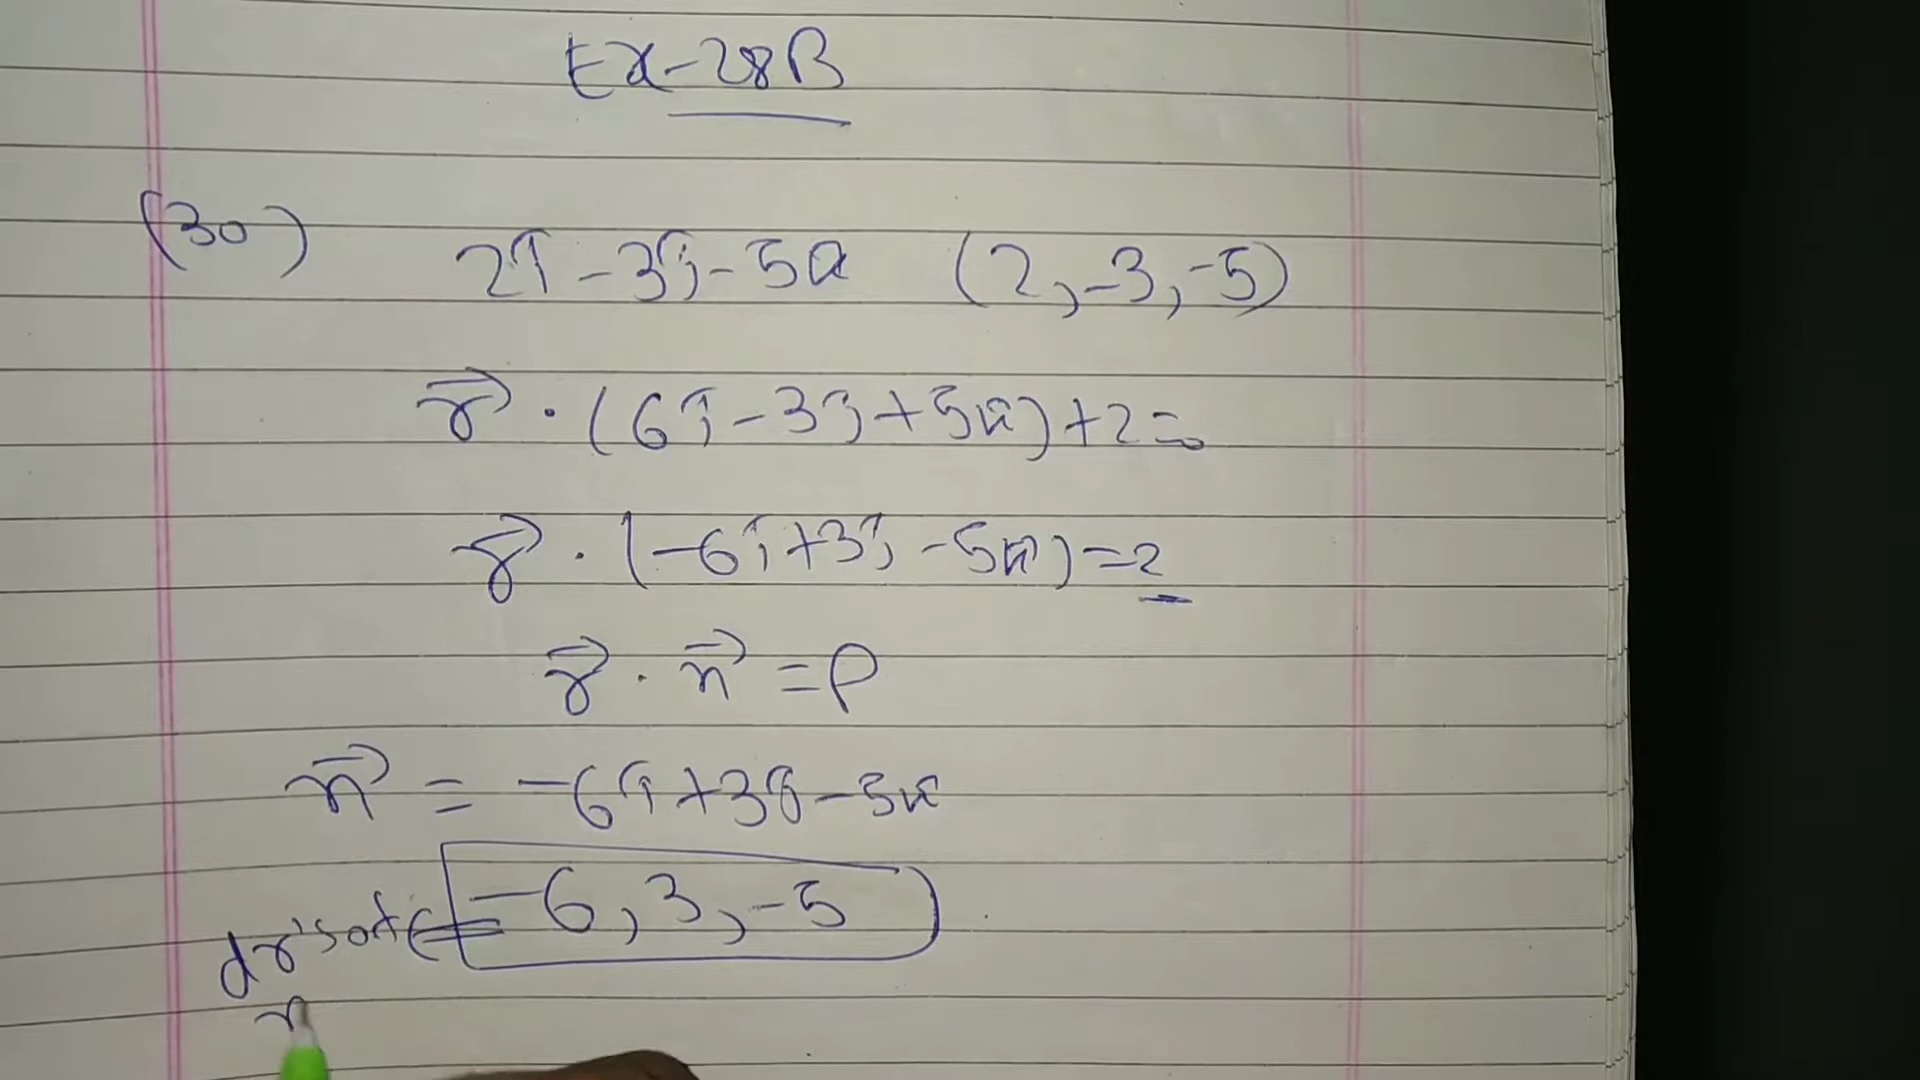 Ex-28B
(30) 2î - 3ĵ - 5k̂ (2, -3, -5)
r⃗ · (6î - 3ĵ + 5k̂) + 2 = 0
r⃗ · (-6î + 3ĵ - 5k̂) = 2
r⃗ · n⃗ = p
n⃗ = -6î + 3ĵ - 5k̂
dr's of (-6, 3, -5)
n